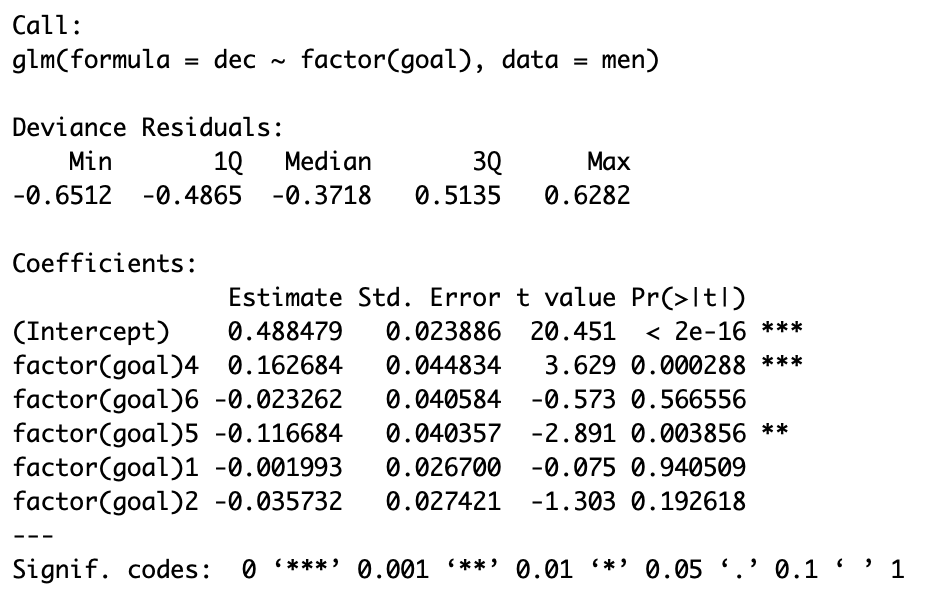 Call:
glm(formula = dec ~ factor(goal), data = men)
Deviance Residuals:
Min 1Q Median 3Q Max
-0.6512 -0.4865 -0.3718 0.5135 0.6282
Coefficients:
Estimate Std. Error t value Pr(>|t|)
(Intercept) 0.488479 0.023886 20.451 < 2e-16 ***
factor(goal)4 0.162684 0.044834 3.629 0.000288 ***
factor(goal)6 -0.023262 0.040584 -0.573 0.566556
factor(goal)5 -0.116684 0.040357 -2.891 0.003856 **
factor(goal)1 -0.001993 0.026700 -0.075 0.940509
factor(goal)2 -0.035732 0.027421 -1.303 0.192618
---
Signif. codes: 0 ‘***’ 0.001 ‘**’ 0.01 ‘*’ 0.05 ‘.’ 0.1 ‘ ’ 1